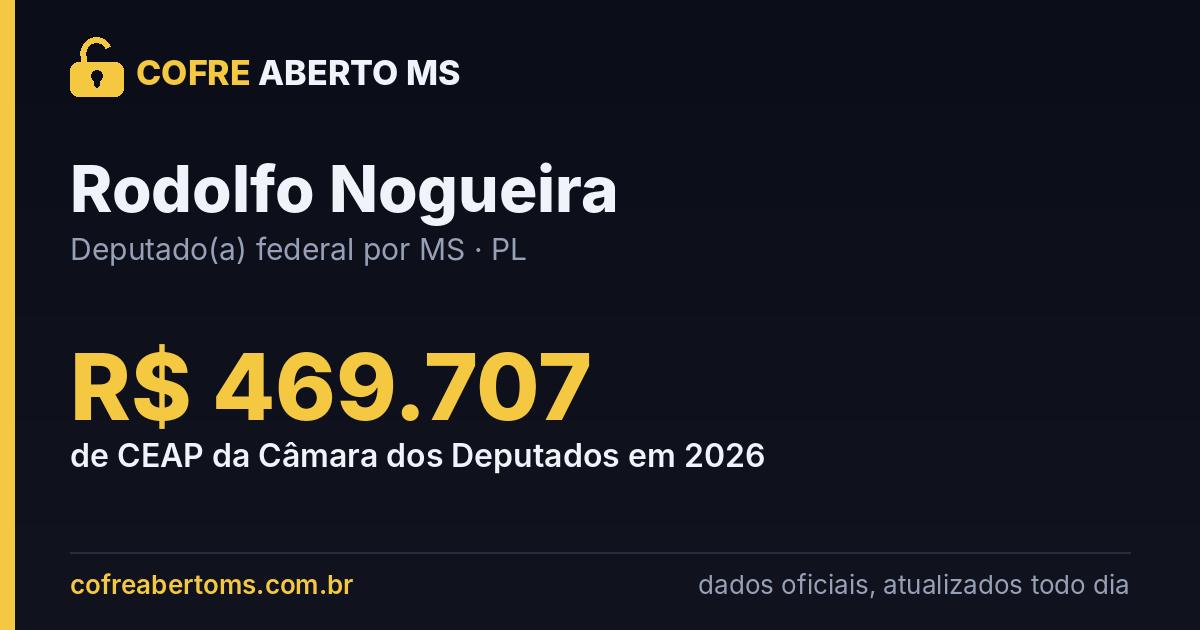 COFRE ABERTO MS
Rodolfo Nogueira
Deputado(a) federal por MS · PL
R$ 469.707
de CEAP da Câmara dos Deputados em 2026
cofreabertoms.com.br
dados oficiais, atualizados todo dia